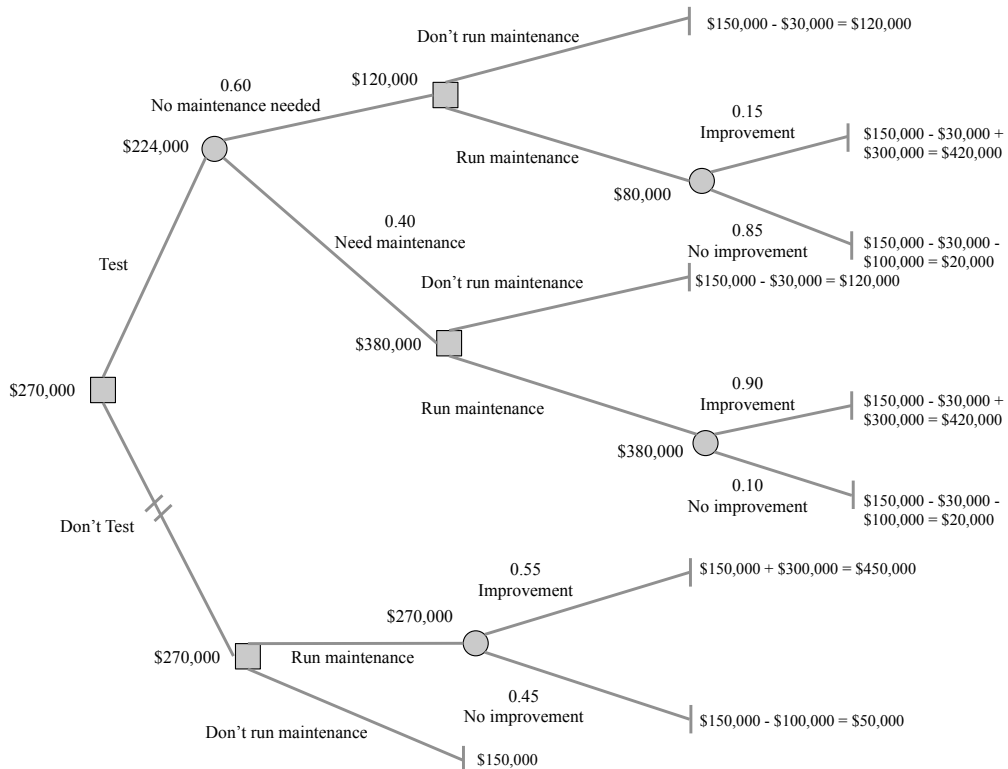 Don't run maintenance
$150,000 - $30,000 = $120,000
0.60
No maintenance needed
$120,000
$224,000
Run maintenance
0.15
Improvement
$150,000 - $30,000 +
$300,000 = $420,000
$80,000
0.85
No improvement
$150,000 - $30,000 -
$100,000 = $20,000
Test
0.40
Need maintenance
Don't run maintenance
$150,000 - $30,000 = $120,000
$380,000
Run maintenance
0.90
Improvement
$150,000 - $30,000 +
$300,000 = $420,000
$380,000
0.10
No improvement
$150,000 - $30,000 -
$100,000 = $20,000
$270,000
Don't Test
0.55
Improvement
$150,000 + $300,000 = $450,000
$270,000
$270,000
Run maintenance
0.45
No improvement
$150,000 - $100,000 = $50,000
Don't run maintenance
$150,000